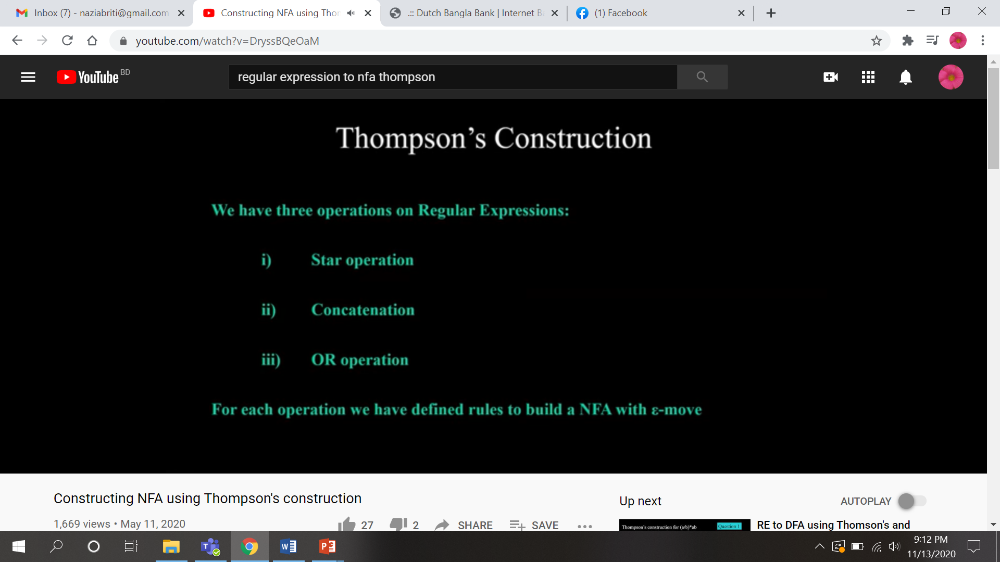 Inbox (7) - naziabriti@gmail.com
Constructing NFA using Thor
.:: Dutch Bangla Bank | Internet Ba
(1) Facebook
youtube.com/watch?v=DryssBQeOaM
YouTube BD
regular expression to nfa thompson
Thompson’s Construction
We have three operations on Regular Expressions:
i) Star operation
ii) Concatenation
iii) OR operation
For each operation we have defined rules to build a NFA with ε-move
Constructing NFA using Thompson's construction
1,669 views • May 11, 2020
27
2
SHARE
SAVE
Up next
AUTOPLAY
Thompson's construction for (a/b)*ab
Question 1
RE to DFA using Thomson's and
9:12 PM
11/13/2020